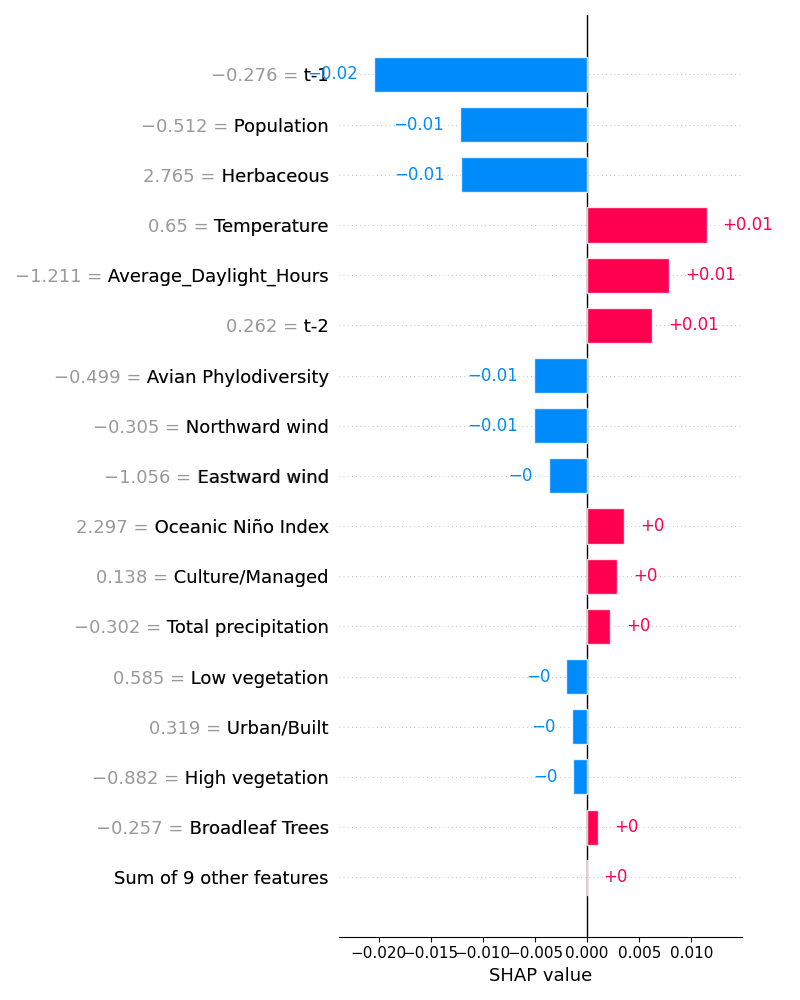 −0.276 = t-1 −0.02
−0.512 = Population −0.01
2.765 = Herbaceous −0.01
0.65 = Temperature +0.01
−1.211 = Average_Daylight_Hours +0.01
0.262 = t-2 +0.01
−0.499 = Avian Phylodiversity −0.01
−0.305 = Northward wind −0.01
−1.056 = Eastward wind −0
2.297 = Oceanic Niño Index +0
0.138 = Culture/Managed +0
−0.302 = Total precipitation +0
0.585 = Low vegetation −0
0.319 = Urban/Built −0
−0.882 = High vegetation −0
−0.257 = Broadleaf Trees +0
Sum of 9 other features +0
−0.020 −0.015 −0.010 −0.005 0.000 0.005 0.010
SHAP value